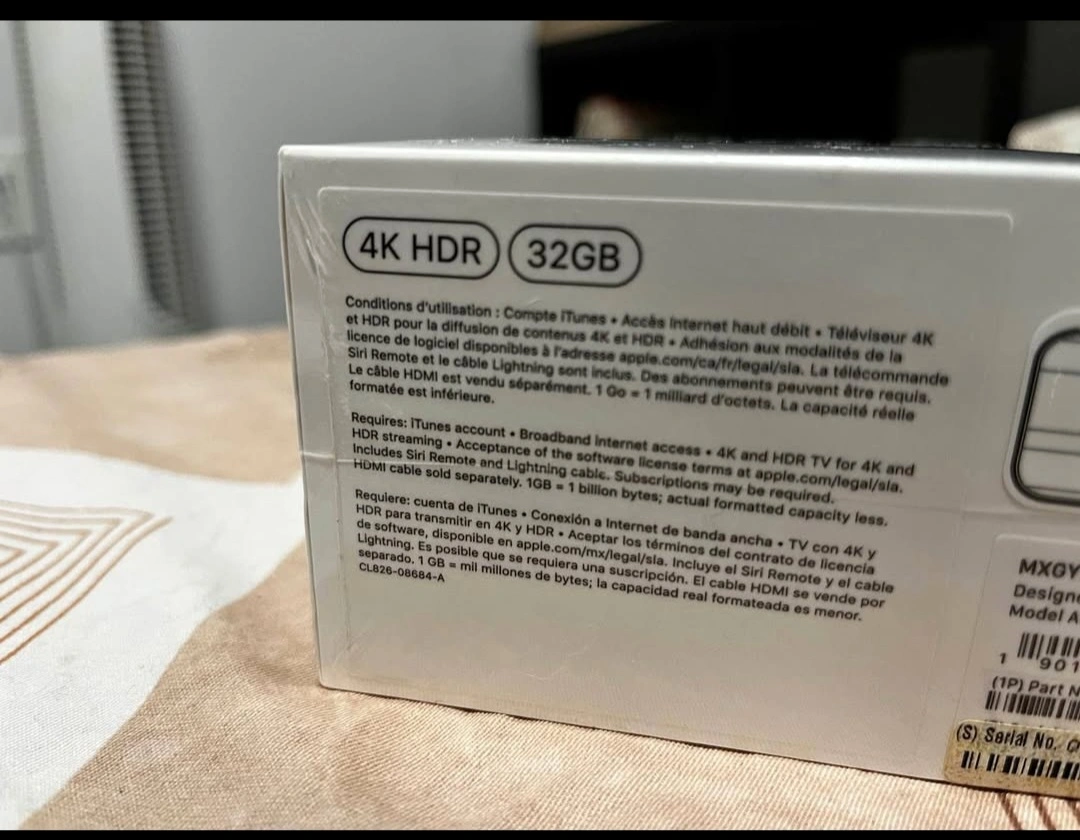 4K HDR 32GB
Conditions d'utilisation : Compte iTunes • Accès Internet haut débit • Téléviseur 4K
et HDR pour la diffusion de contenus 4K et HDR • Adhésion aux modalités de la
licence de logiciel disponibles à l'adresse apple.com/ca/fr/legal/sla. La télécommande
Siri Remote et le câble Lightning sont inclus. Des abonnements peuvent être requis.
Le câble HDMI est vendu séparément. 1 Go = 1 milliard d'octets. La capacité réelle
formatée est inférieure.
Requires: iTunes account • Broadband Internet access • 4K and HDR TV for 4K and
HDR streaming • Acceptance of the software license terms at apple.com/legal/sla.
Includes Siri Remote and Lightning cable. Subscriptions may be required.
HDMI cable sold separately. 1GB = 1 billion bytes; actual formatted capacity less.
Requiere: cuenta de iTunes • Conexión a Internet de banda ancha • TV con 4K y
HDR para transmitir en 4K y HDR • Aceptar los términos del contrato de licencia
de software, disponible en apple.com/mx/legal/sla. Incluye el Siri Remote y el cable
Lightning. Es posible que se requiera una suscripción. El cable HDMI se vende por
separado. 1 GB = mil millones de bytes; la capacidad real formateada es menor.
CL826-08684-A
MXGY
Designe
Model A
1 901
(1P) Part N
(S) Serial No.